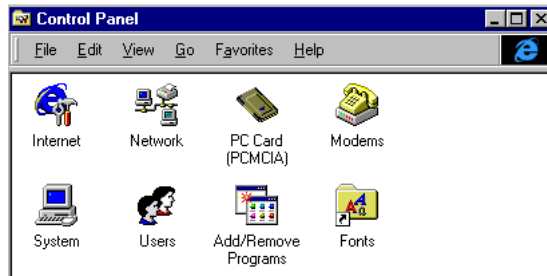 Control Panel
File Edit View Go Favorites Help
Internet Network PC Card (PCMCIA) Modems
System Users Add/Remove Programs Fonts